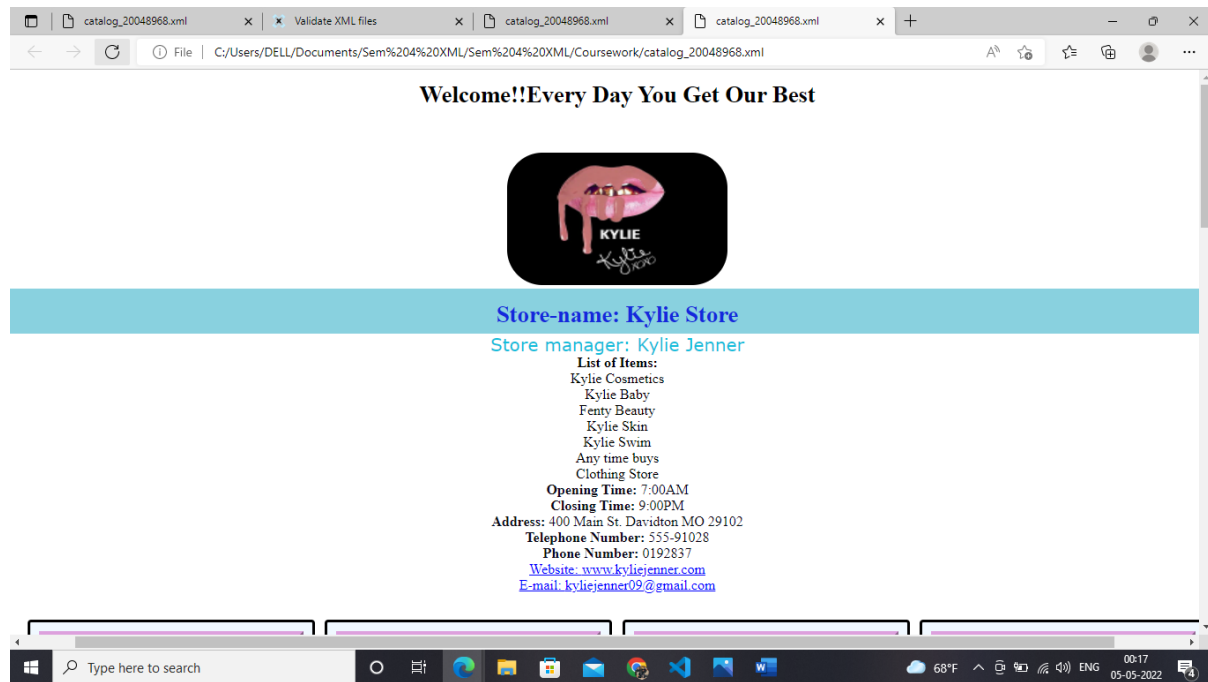 catalog_20048968.xml
Validate XML files
catalog_20048968.xml
catalog_20048968.xml
File
C:/Users/DELL/Documents/Sem%204%20XML/Sem%204%20XML/Coursework/catalog_20048968.xml
Welcome!!Every Day You Get Our Best
KYLIE
Kylie
XOXO
Store-name: Kylie Store
Store manager: Kylie Jenner
List of Items:
Kylie Cosmetics
Kylie Baby
Fenty Beauty
Kylie Skin
Kylie Swim
Any time buys
Clothing Store
Opening Time: 7:00AM
Closing Time: 9:00PM
Address: 400 Main St. Davidton MO 29102
Telephone Number: 555-91028
Phone Number: 0192837
Website: www.kyliejenner.com
E-mail: kyliejenner09@gmail.com
Type here to search
68°F
ENG
00:17
05-05-2022
4